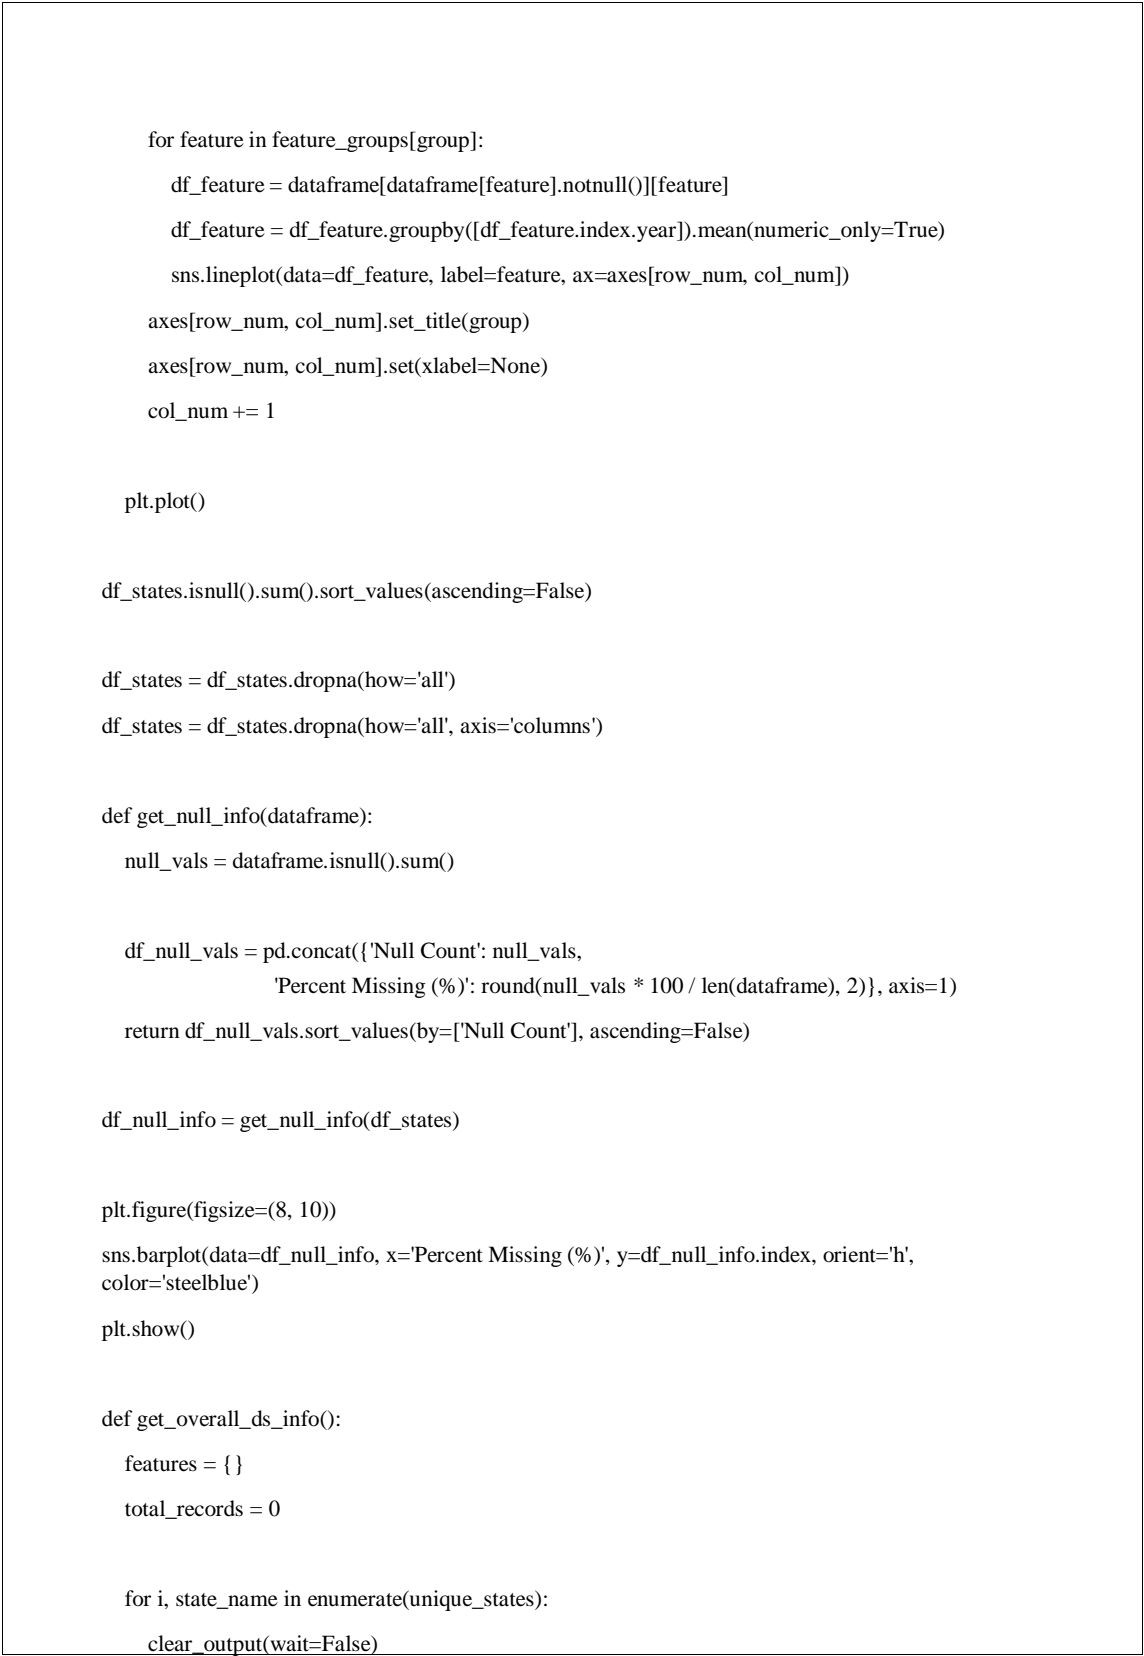 for feature in feature_groups[group]:
df_feature = dataframe[dataframe[feature].notnull()][feature]
df_feature = df_feature.groupby([df_feature.index.year]).mean(numeric_only=True)
sns.lineplot(data=df_feature, label=feature, ax=axes[row_num, col_num])
axes[row_num, col_num].set_title(group)
axes[row_num, col_num].set(xlabel=None)
col_num += 1
plt.plot()
df_states.isnull().sum().sort_values(ascending=False)
df_states = df_states.dropna(how='all')
df_states = df_states.dropna(how='all', axis='columns')
def get_null_info(dataframe):
null_vals = dataframe.isnull().sum()
df_null_vals = pd.concat({'Null Count': null_vals,
'Percent Missing (%)': round(null_vals * 100 / len(dataframe), 2)}, axis=1)
return df_null_vals.sort_values(by=['Null Count'], ascending=False)
df_null_info = get_null_info(df_states)
plt.figure(figsize=(8, 10))
sns.barplot(data=df_null_info, x='Percent Missing (%)', y=df_null_info.index, orient='h',
color='steelblue')
plt.show()
def get_overall_ds_info():
features = {}
total_records = 0
for i, state_name in enumerate(unique_states):
clear_output(wait=False)